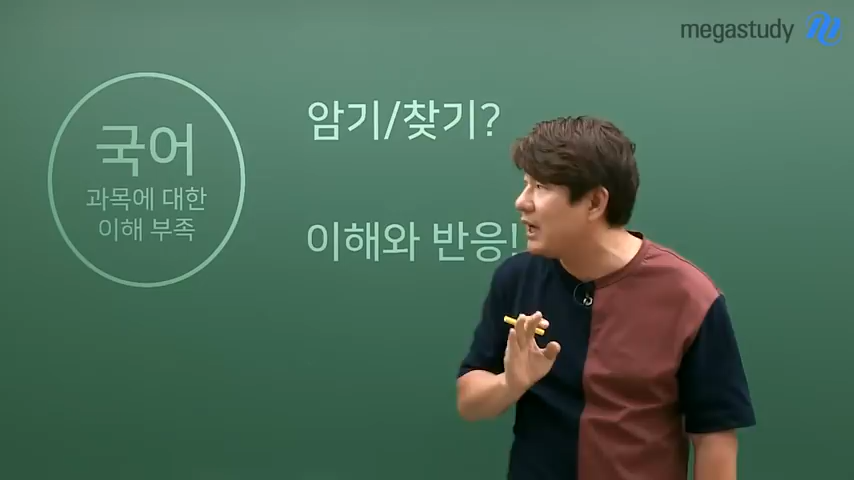 megastudy
국어
과목에 대한
이해 부족
암기/찾기?
이해와 반응!